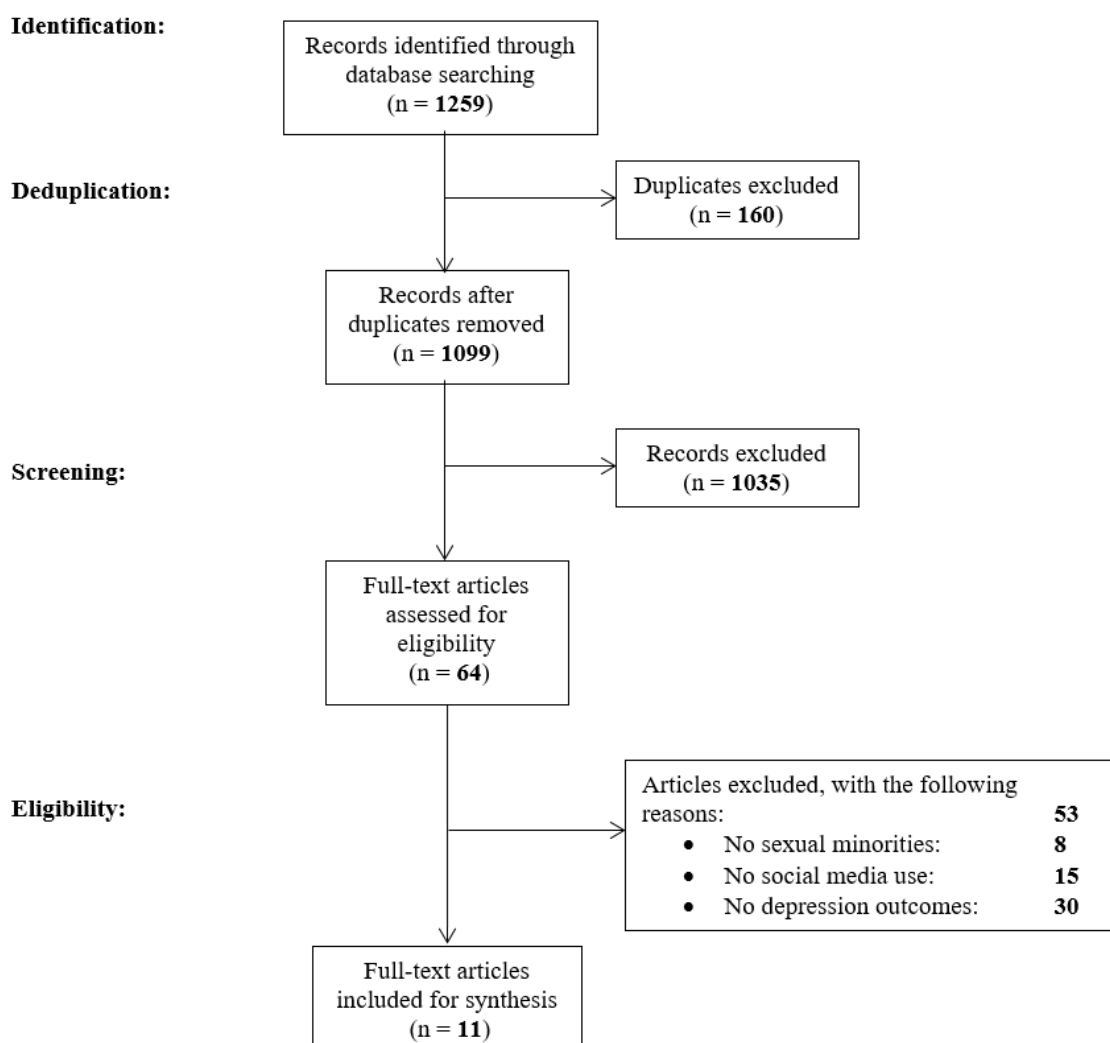 Identification:
Records identified through
database searching
(n = 1259)
Deduplication:
Duplicates excluded
(n = 160)
Records after
duplicates removed
(n = 1099)
Screening:
Records excluded
(n = 1035)
Full-text articles
assessed for
eligibility
(n = 64)
Eligibility:
Articles excluded, with the following
reasons: 53
• No sexual minorities: 8
• No social media use: 15
• No depression outcomes: 30
Full-text articles
included for synthesis
(n = 11)